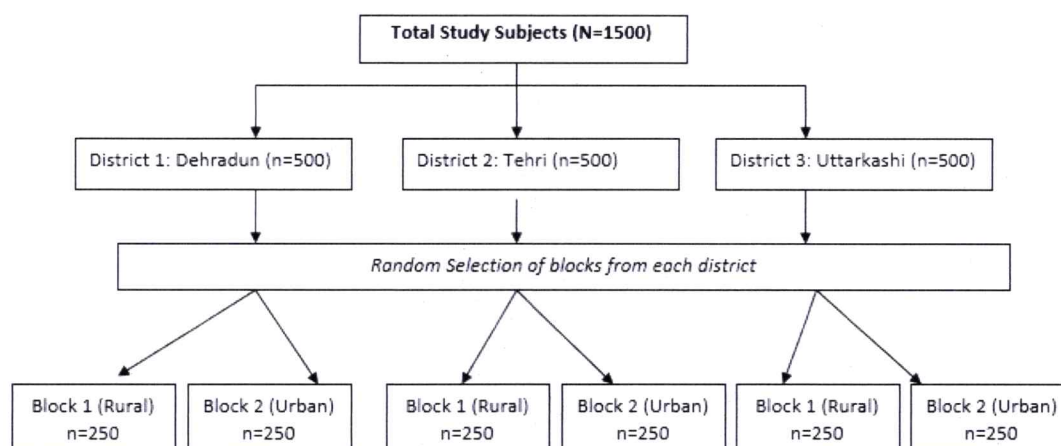 Total Study Subjects (N=1500)
District 1: Dehradun (n=500)
District 2: Tehri (n=500)
District 3: Uttarkashi (n=500)
Random Selection of blocks from each district
Block 1 (Rural)
n=250
Block 2 (Urban)
n=250
Block 1 (Rural)
n=250
Block 2 (Urban)
n=250
Block 1 (Rural)
n=250
Block 2 (Urban)
n=250